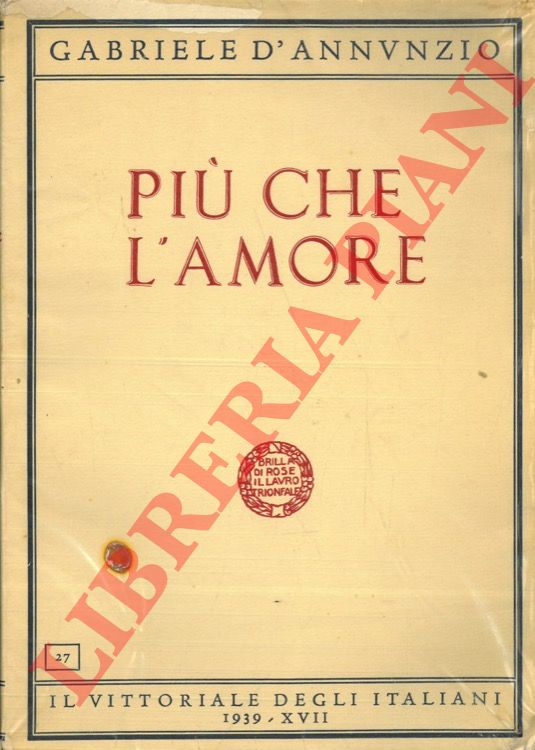 GABRIELE D'ANNVNZIO
PIÙ CHE
L'AMORE
BRILLA
DI ROSE
IL LAVRO
TRIONFALE
27
IL VITTORIALE DEGLI ITALIANI
1939 - XVII
LIBRERIA PIANI